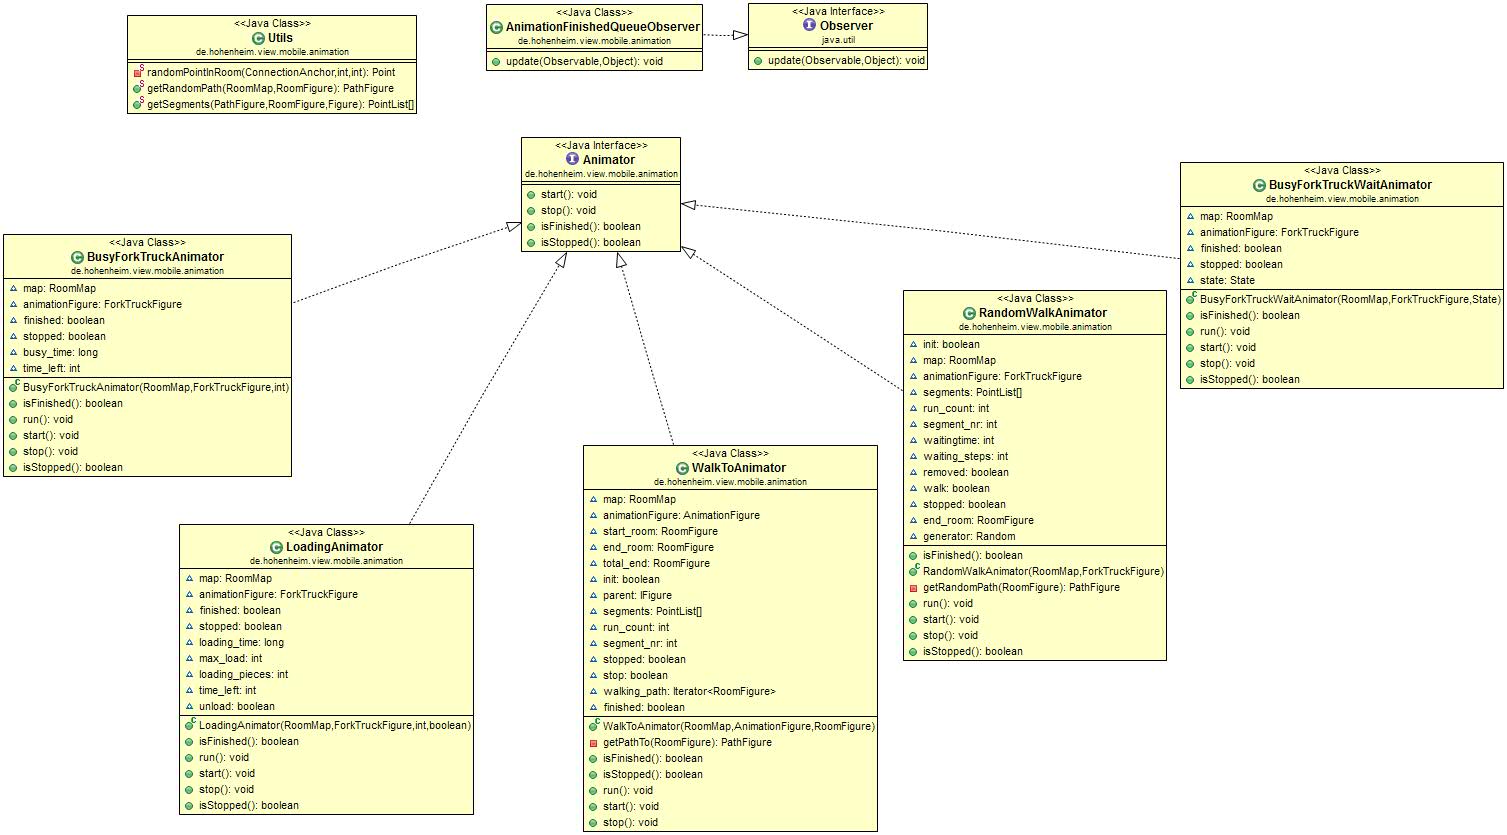 <<Java Class>>
Utils
de.hohenheim.view.mobile.animation
randomPointInRoom(ConnectionAnchor,int,int): Point
getRandomPath(RoomMap,RoomFigure): PathFigure
getSegments(PathFigure,RoomFigure,Figure): PointList[]
<<Java Class>>
AnimationFinishedQueueObserver
de.hohenheim.view.mobile.animation
update(Observable,Object): void
<<Java Interface>>
Observer
java.util
update(Observable,Object): void
<<Java Interface>>
Animator
de.hohenheim.view.mobile.animation
start(): void
stop(): void
isFinished(): boolean
isStopped(): boolean
<<Java Class>>
BusyForkTruckWaitAnimator
de.hohenheim.view.mobile.animation
map: RoomMap
animationFigure: ForkTruckFigure
finished: boolean
stopped: boolean
state: State
BusyForkTruckWaitAnimator(RoomMap,ForkTruckFigure,State)
isFinished(): boolean
run(): void
start(): void
stop(): void
isStopped(): boolean
<<Java Class>>
BusyForkTruckAnimator
de.hohenheim.view.mobile.animation
map: RoomMap
animationFigure: ForkTruckFigure
finished: boolean
stopped: boolean
busy_time: long
time_left: int
BusyForkTruckAnimator(RoomMap,ForkTruckFigure,int)
isFinished(): boolean
run(): void
start(): void
stop(): void
isStopped(): boolean
<<Java Class>>
RandomWalkAnimator
de.hohenheim.view.mobile.animation
init: boolean
map: RoomMap
animationFigure: ForkTruckFigure
segments: PointList[]
run_count: int
segment_nr: int
waitingtime: int
waiting_steps: int
removed: boolean
walk: boolean
stopped: boolean
end_room: RoomFigure
generator: Random
isFinished(): boolean
RandomWalkAnimator(RoomMap,ForkTruckFigure)
getRandomPath(RoomFigure): PathFigure
run(): void
start(): void
stop(): void
isStopped(): boolean
<<Java Class>>
WalkToAnimator
de.hohenheim.view.mobile.animation
map: RoomMap
animationFigure: AnimationFigure
start_room: RoomFigure
end_room: RoomFigure
total_end: RoomFigure
init: boolean
parent: IFigure
segments: PointList[]
run_count: int
segment_nr: int
stopped: boolean
stop: boolean
walking_path: Iterator<RoomFigure>
finished: boolean
WalkToAnimator(RoomMap,AnimationFigure,RoomFigure)
getPathTo(RoomFigure): PathFigure
isFinished(): boolean
isStopped(): boolean
run(): void
start(): void
stop(): void
<<Java Class>>
LoadingAnimator
de.hohenheim.view.mobile.animation
map: RoomMap
animationFigure: ForkTruckFigure
finished: boolean
stopped: boolean
loading_time: long
max_load: int
loading_pieces: int
time_left: int
unload: boolean
LoadingAnimator(RoomMap,ForkTruckFigure,int,boolean)
isFinished(): boolean
run(): void
start(): void
stop(): void
isStopped(): boolean